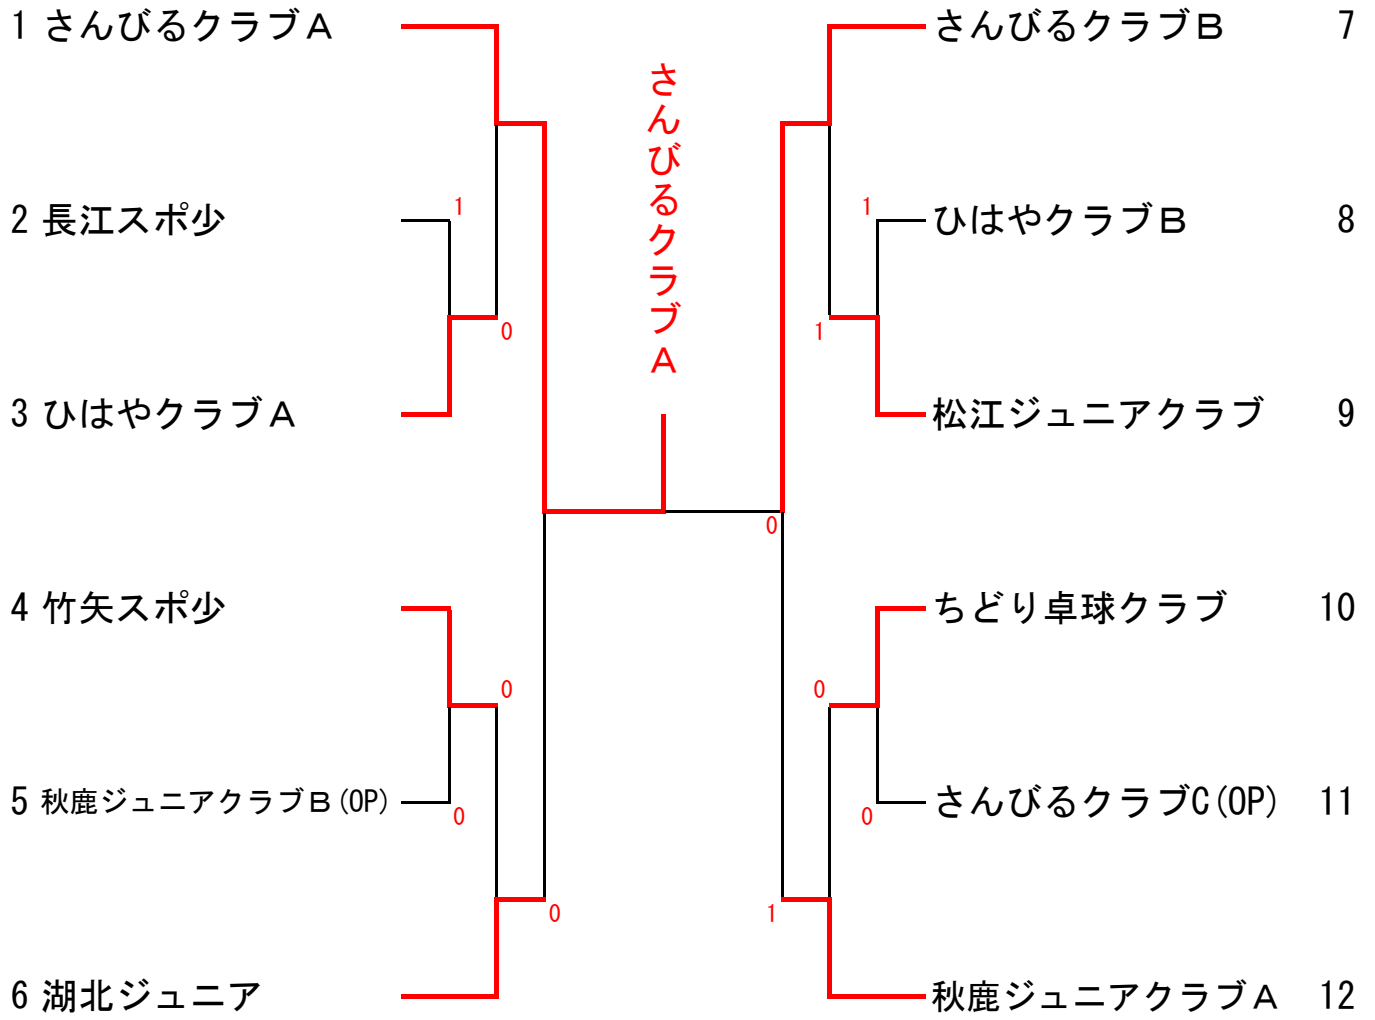 1 さんびるクラブA
2 長江スポ少
1
0
3 ひはやクラブA
4 竹矢スポ少
0
5 秋鹿ジュニアクラブB(OP)
0
0
6 湖北ジュニア
さんびるクラブA
さんびるクラブB 7
1
ひはやクラブB 8
1
松江ジュニアクラブ 9
0
ちどり卓球クラブ 10
0
さんびるクラブC(OP) 11
0
1
秋鹿ジュニアクラブA 12